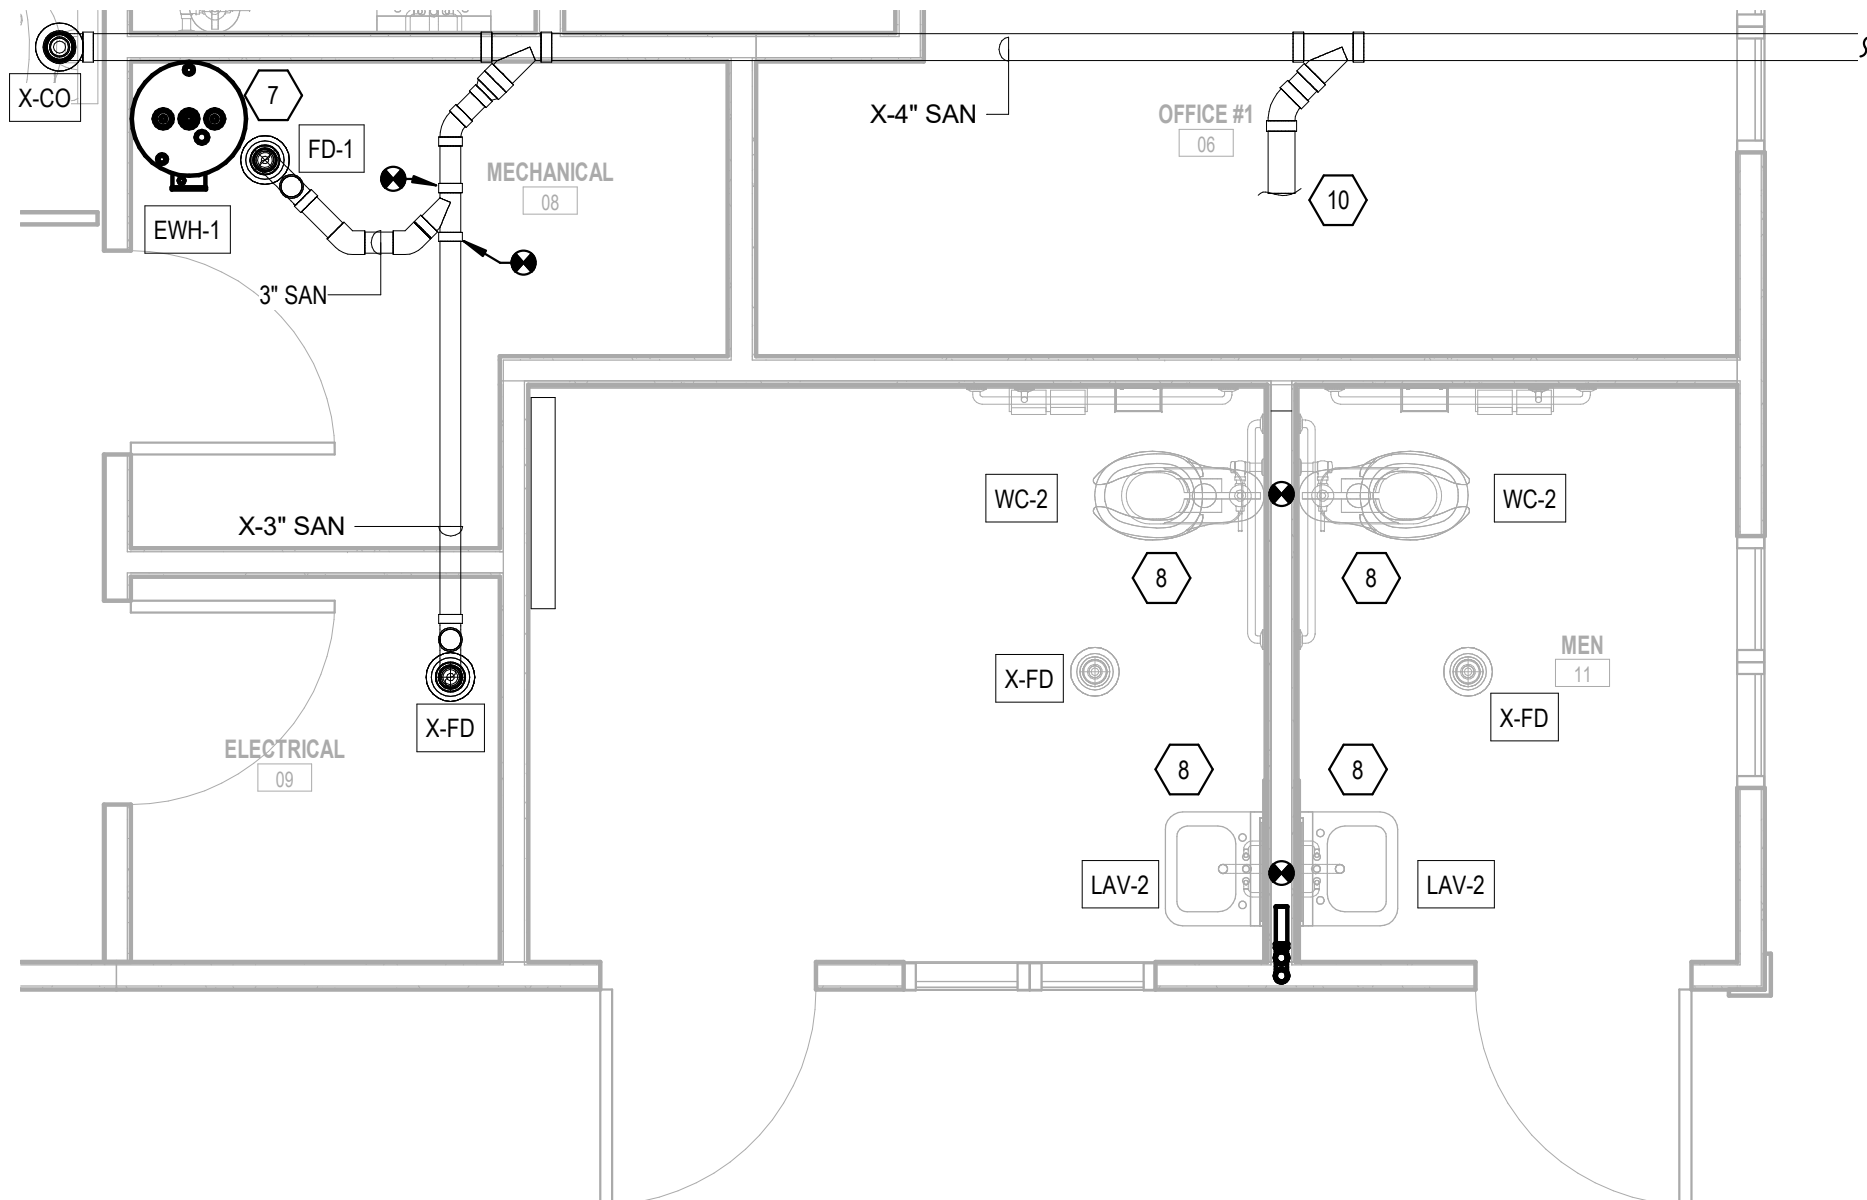 X-CO
7
FD-1
EWH-1
MECHANICAL
08
X-4" SAN
OFFICE #1
06
10
3" SAN
X-3" SAN
WC-2
WC-2
8
8
X-FD
X-FD
MEN
11
X-FD
ELECTRICAL
09
8
8
LAV-2
LAV-2